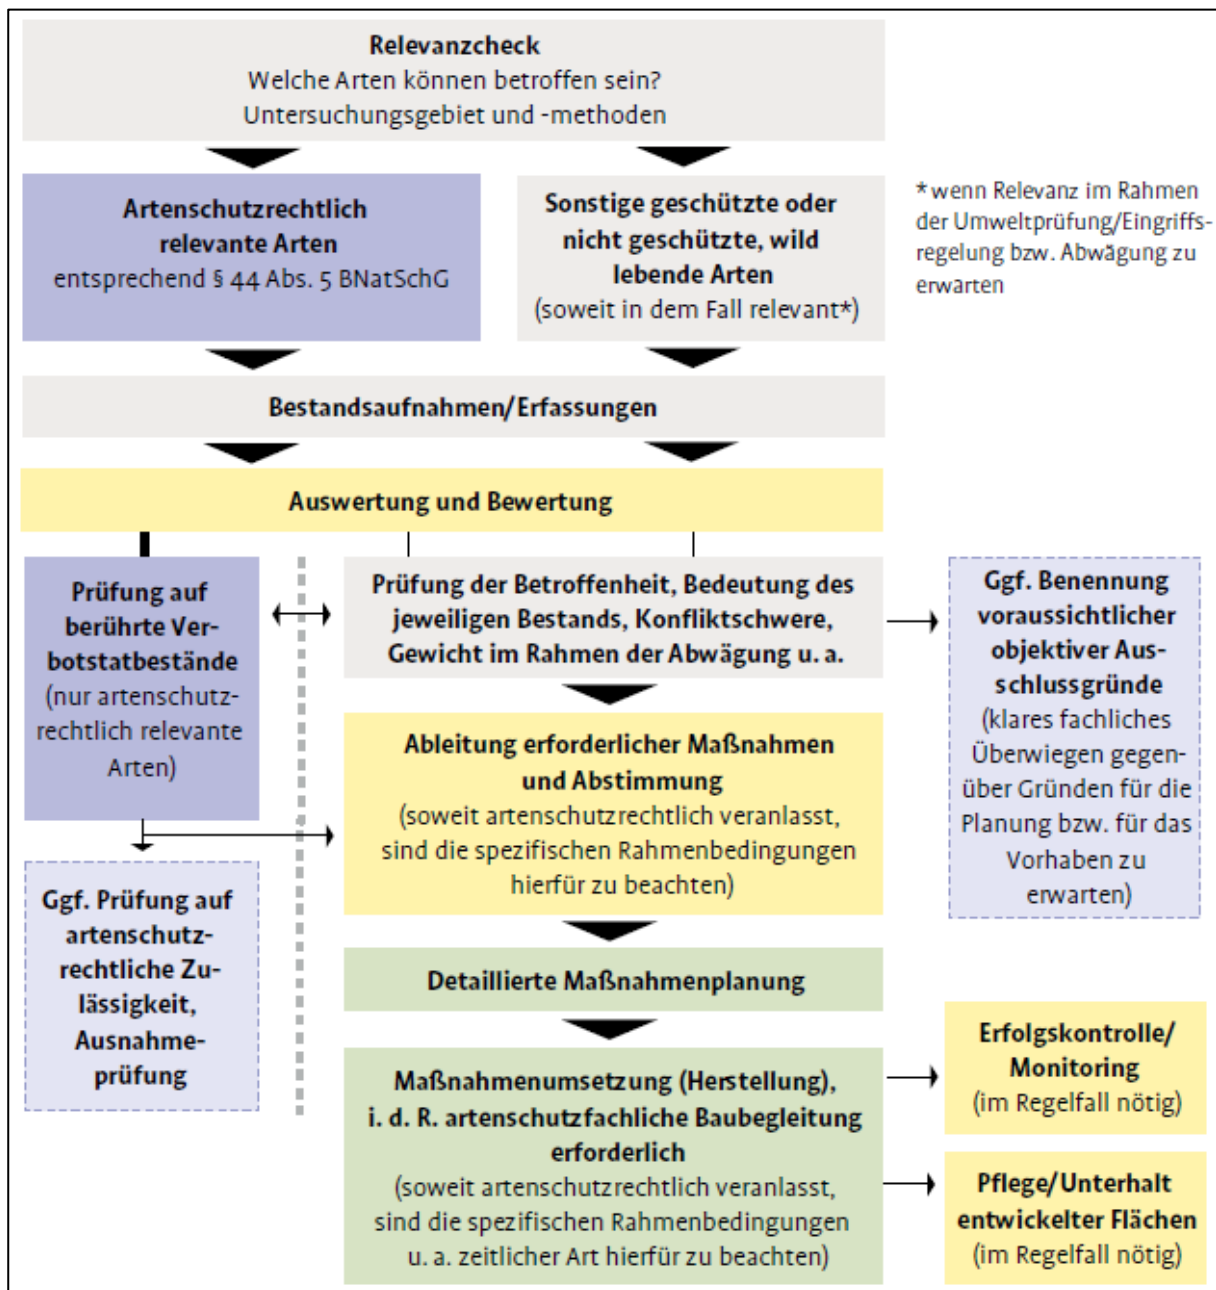 Relevanzcheck
Welche Arten können betroffen sein?
Untersuchungsgebiet und -methoden
Artenschutzrechtlich
relevante Arten
entsprechend § 44 Abs. 5 BNatSchG
Sonstige geschützte oder
nicht geschützte, wild
lebende Arten
(soweit in dem Fall relevant*)
* wenn Relevanz im Rahmen
der Umweltprüfung/Eingriffs-
regelung bzw. Abwägung zu
erwarten
Bestandsaufnahmen/Erfassungen
Auswertung und Bewertung
Prüfung auf
berührte Ver-
botstatbestände
(nur artenschutz-
rechtlich relevante
Arten)
Prüfung der Betroffenheit, Bedeutung des
jeweiligen Bestands, Konfliktschwere,
Gewicht im Rahmen der Abwägung u. a.
Ggf. Benennung
voraussichtlicher
objektiver Aus-
schlussgründe
(klares fachliches
Überwiegen gegen-
über Gründen für die
Planung bzw. für das
Vorhaben zu
erwarten)
Ableitung erforderlicher Maßnahmen
und Abstimmung
(soweit artenschutzrechtlich veranlasst,
sind die spezifischen Rahmenbedingungen
hierfür zu beachten)
Ggf. Prüfung auf
artenschutz-
rechtliche Zu-
lässigkeit,
Ausnahme-
prüfung
Detaillierte Maßnahmenplanung
Maßnahmenumsetzung (Herstellung),
i. d. R. artenschutzfachliche Baubegleitung
erforderlich
(soweit artenschutzrechtlich veranlasst,
sind die spezifischen Rahmenbedingungen
u. a. zeitlicher Art hierfür zu beachten)
Erfolgskontrolle/
Monitoring
(im Regelfall nötig)
Pflege/Unterhalt
entwickelter Flächen
(im Regelfall nötig)